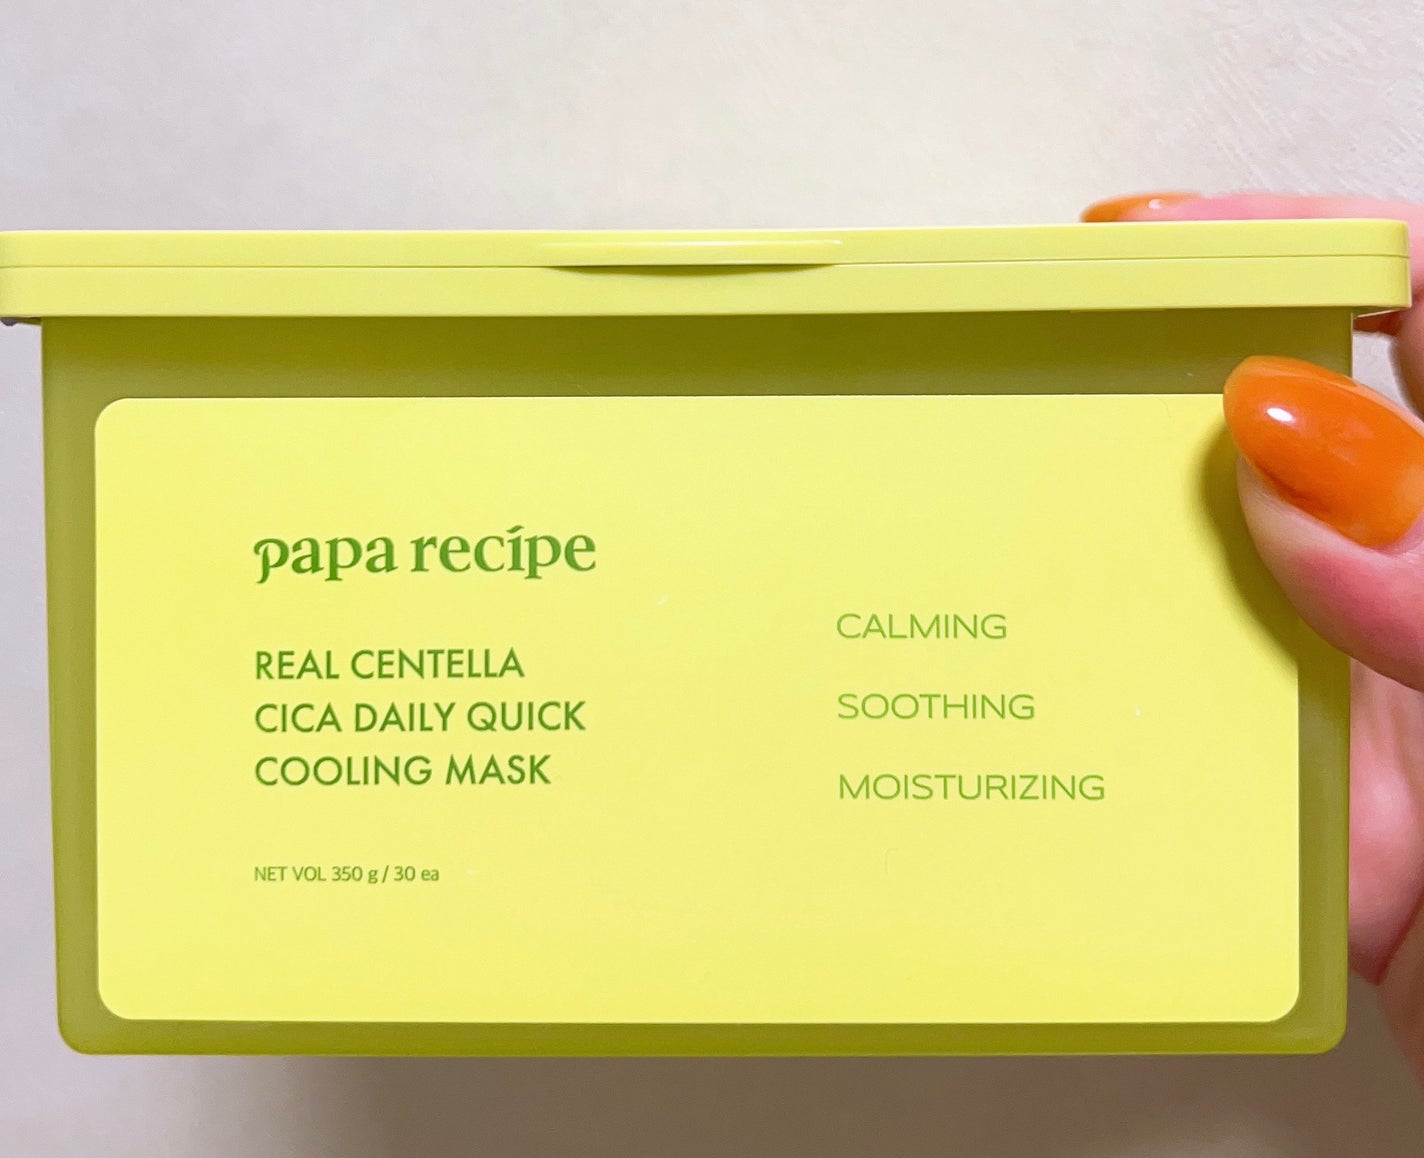 papa recipe
REAL CENTELLA
CICA DAILY QUICK
COOLING MASK
NET VOL 350 g / 30 ea
CALMING
SOOTHING
MOISTURIZING